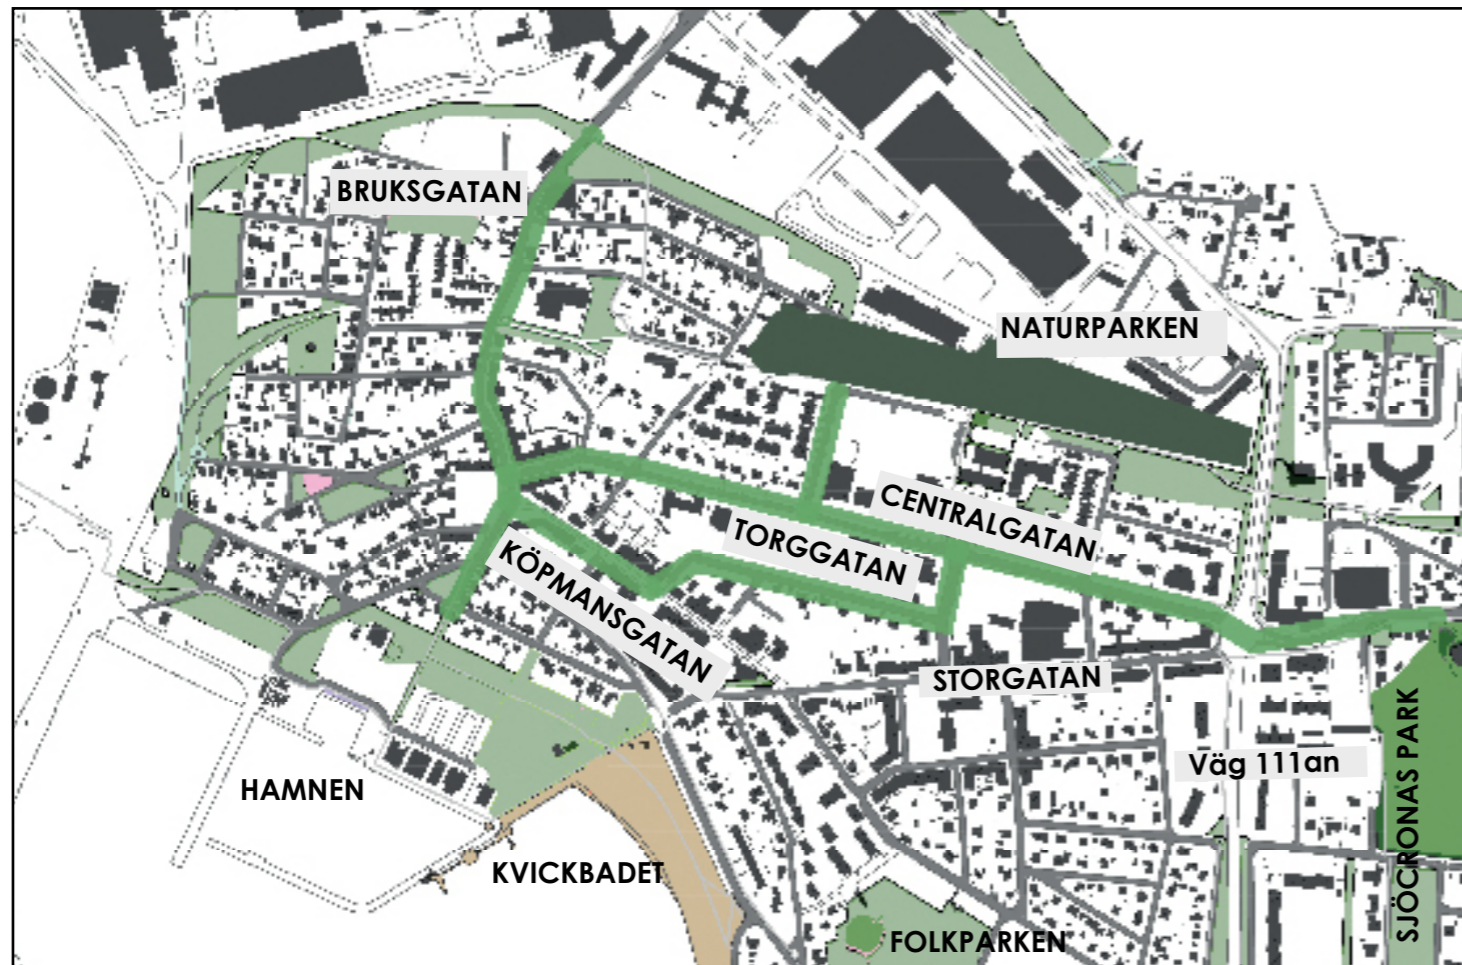 BRUKSGATAN
NATURPARKEN
CENTRALGATAN
TORGGATAN
KÖPMANSGATAN
STORGATAN
SJÖCRONAS PARK
Väg 111an
HAMNEN
KVICKBADET
FOLKPARKEN